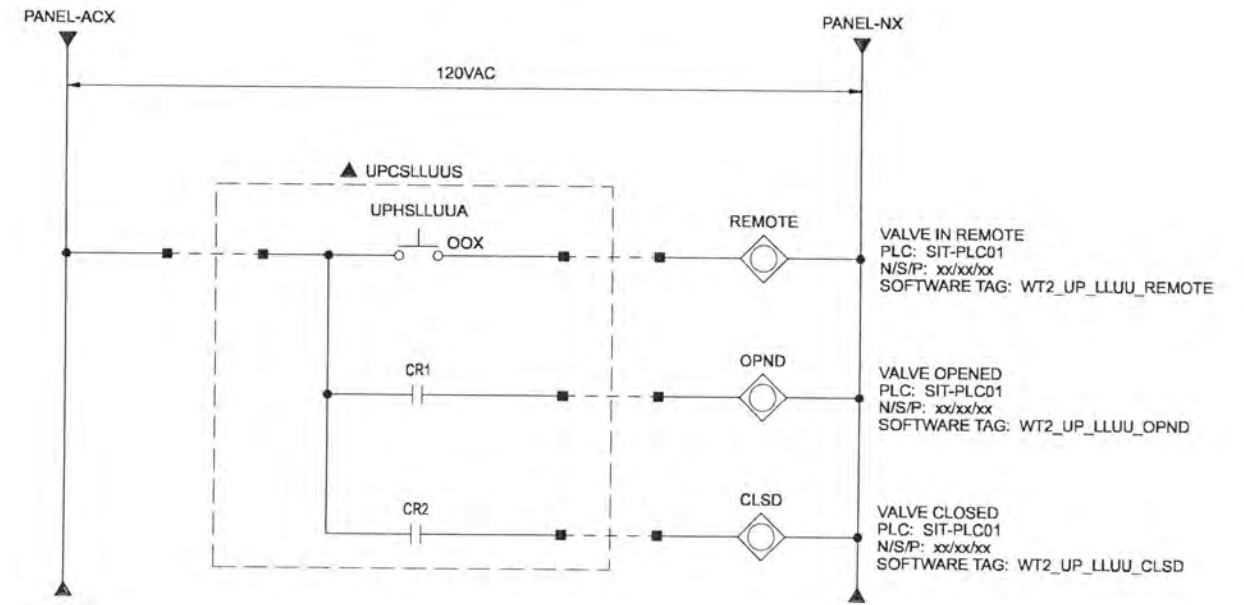 PANEL-ACX
PANEL-NX
120VAC
UPCSLLUUS
UPHSLLUUA
OOX
REMOTE
VALVE IN REMOTE
PLC: SIT-PLC01
N/S/P: xx/xx/xx
SOFTWARE TAG: WT2_UP_LLUU_REMOTE
CR1
OPND
VALVE OPENED
PLC: SIT-PLC01
N/S/P: xx/xx/xx
SOFTWARE TAG: WT2_UP_LLUU_OPND
CR2
CLSD
VALVE CLOSED
PLC: SIT-PLC01
N/S/P: xx/xx/xx
SOFTWARE TAG: WT2_UP_LLUU_CLSD